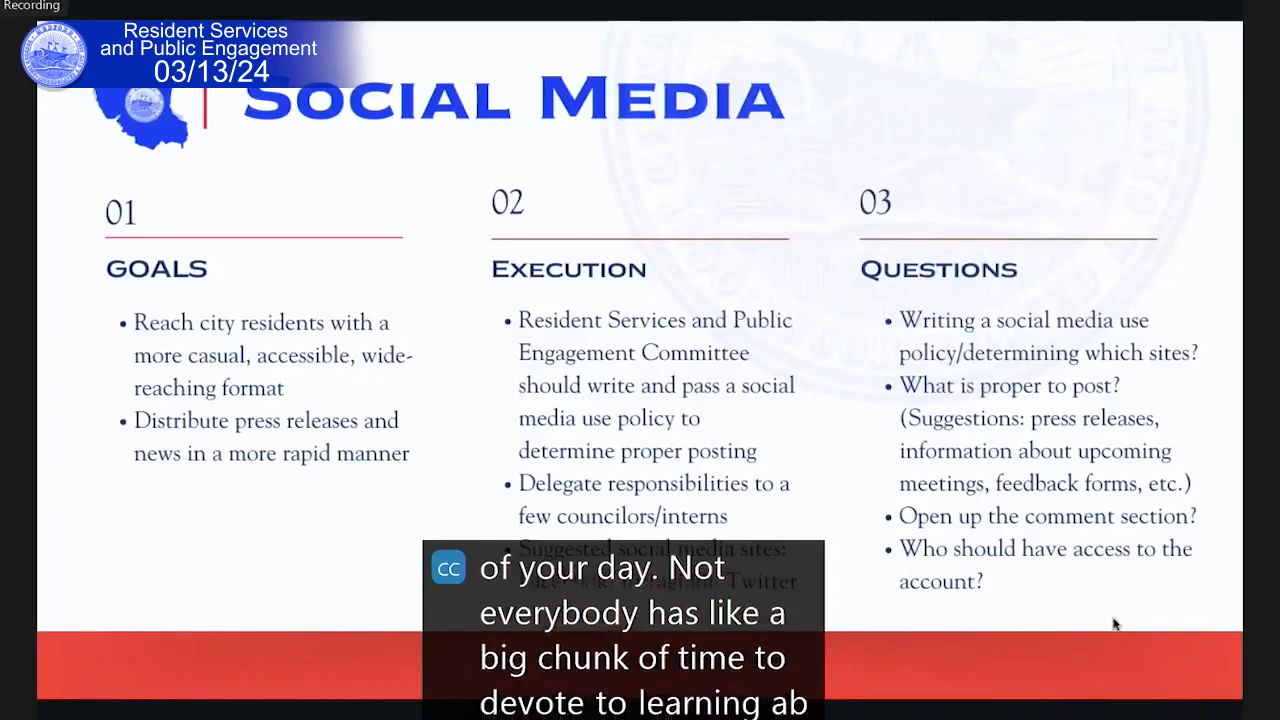 Recording
Resident Services
and Public Engagement
03/13/24
SOCIAL MEDIA
01
GOALS
• Reach city residents with a
more casual, accessible, wide-
reaching format
• Distribute press releases and
news in a more rapid manner
02
EXECUTION
• Resident Services and Public
Engagement Committee
should write and pass a social
media use policy to
determine proper posting
• Delegate responsibilities to a
few councilors/interns
• Suggested social media sites:
Twitter
03
QUESTIONS
• Writing a social media use
policy/determining which sites?
• What is proper to post?
(Suggestions: press releases,
information about upcoming
meetings, feedback forms, etc.)
• Open up the comment section?
• Who should have access to the
account?
cc
of your day. Not
everybody has like a
big chunk of time to
devote to learning ab